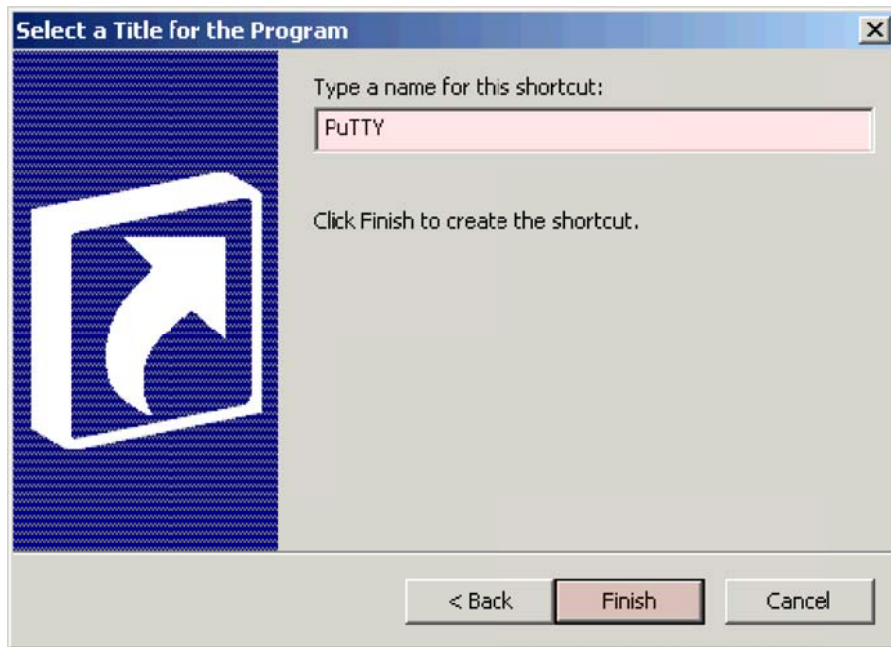 Select a Title for the Program
Type a name for this shortcut:
PuTTY
Click Finish to create the shortcut.
< Back
Finish
Cancel